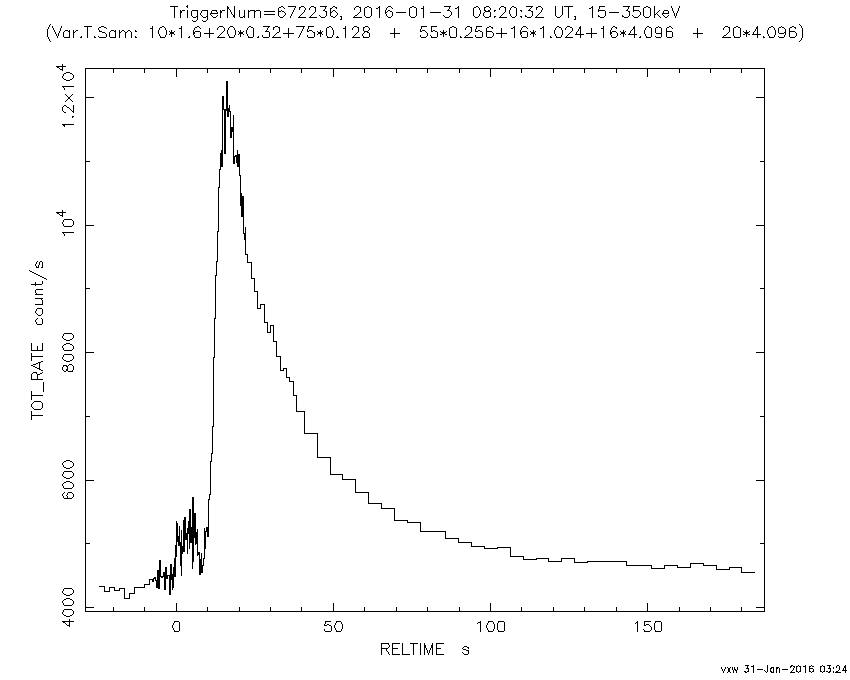 TriggerNum=672236, 2016-01-31 08:20:32 UT, 15-350keV
(Var.T.Sam: 10*1.6+20*0.32+75*0.128 + 55*0.256+16*1.024+16*4.096 + 20*4.096)
1.2×10⁴
10⁴
8000
6000
4000
TOT_RATE count/s
0 50 100 150
RELTIME s
vxw 31-Jan-2016 03:24